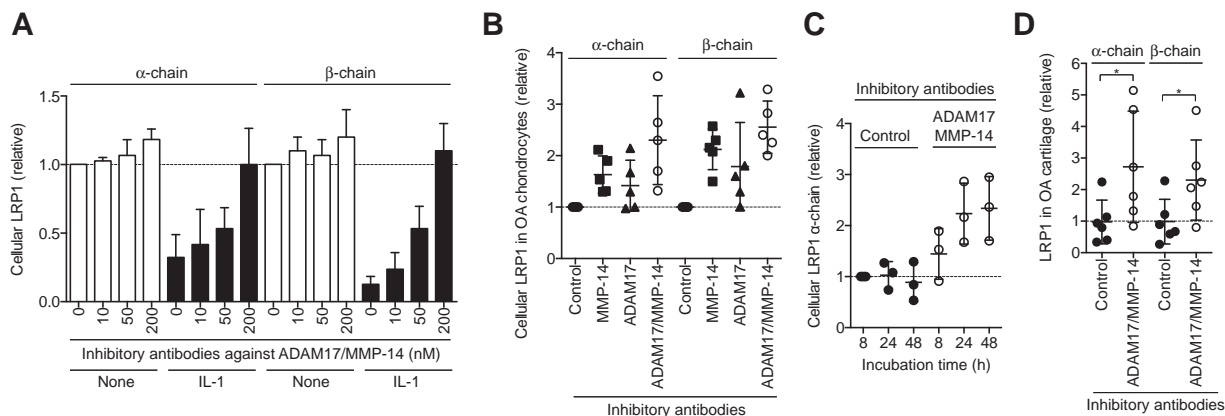 A
α-chain
β-chain
Cellular LRP1 (relative)
1.5
1.0
0.5
0.0
0 10 50 200 0 10 50 200 0 10 50 200 0 10 50 200
Inhibitory antibodies against ADAM17/MMP-14 (nM)
None IL-1 None IL-1
B
α-chain
β-chain
Cellular LRP1 in OA chondrocytes (relative)
4
3
2
1
0
Control MMP-14 ADAM17 ADAM17/MMP-14 Control MMP-14 ADAM17 ADAM17/MMP-14
Inhibitory antibodies
C
Inhibitory antibodies
ADAM17
Control MMP-14
Cellular LRP1 α-chain (relative)
4
3
2
1
0
8 24 48 8 24 48
Incubation time (h)
D
α-chain β-chain
* *
LRP1 in OA cartilage (relative)
6
5
4
3
2
1
0
Control ADAM17/MMP-14 Control ADAM17/MMP-14
Inhibitory antibodies